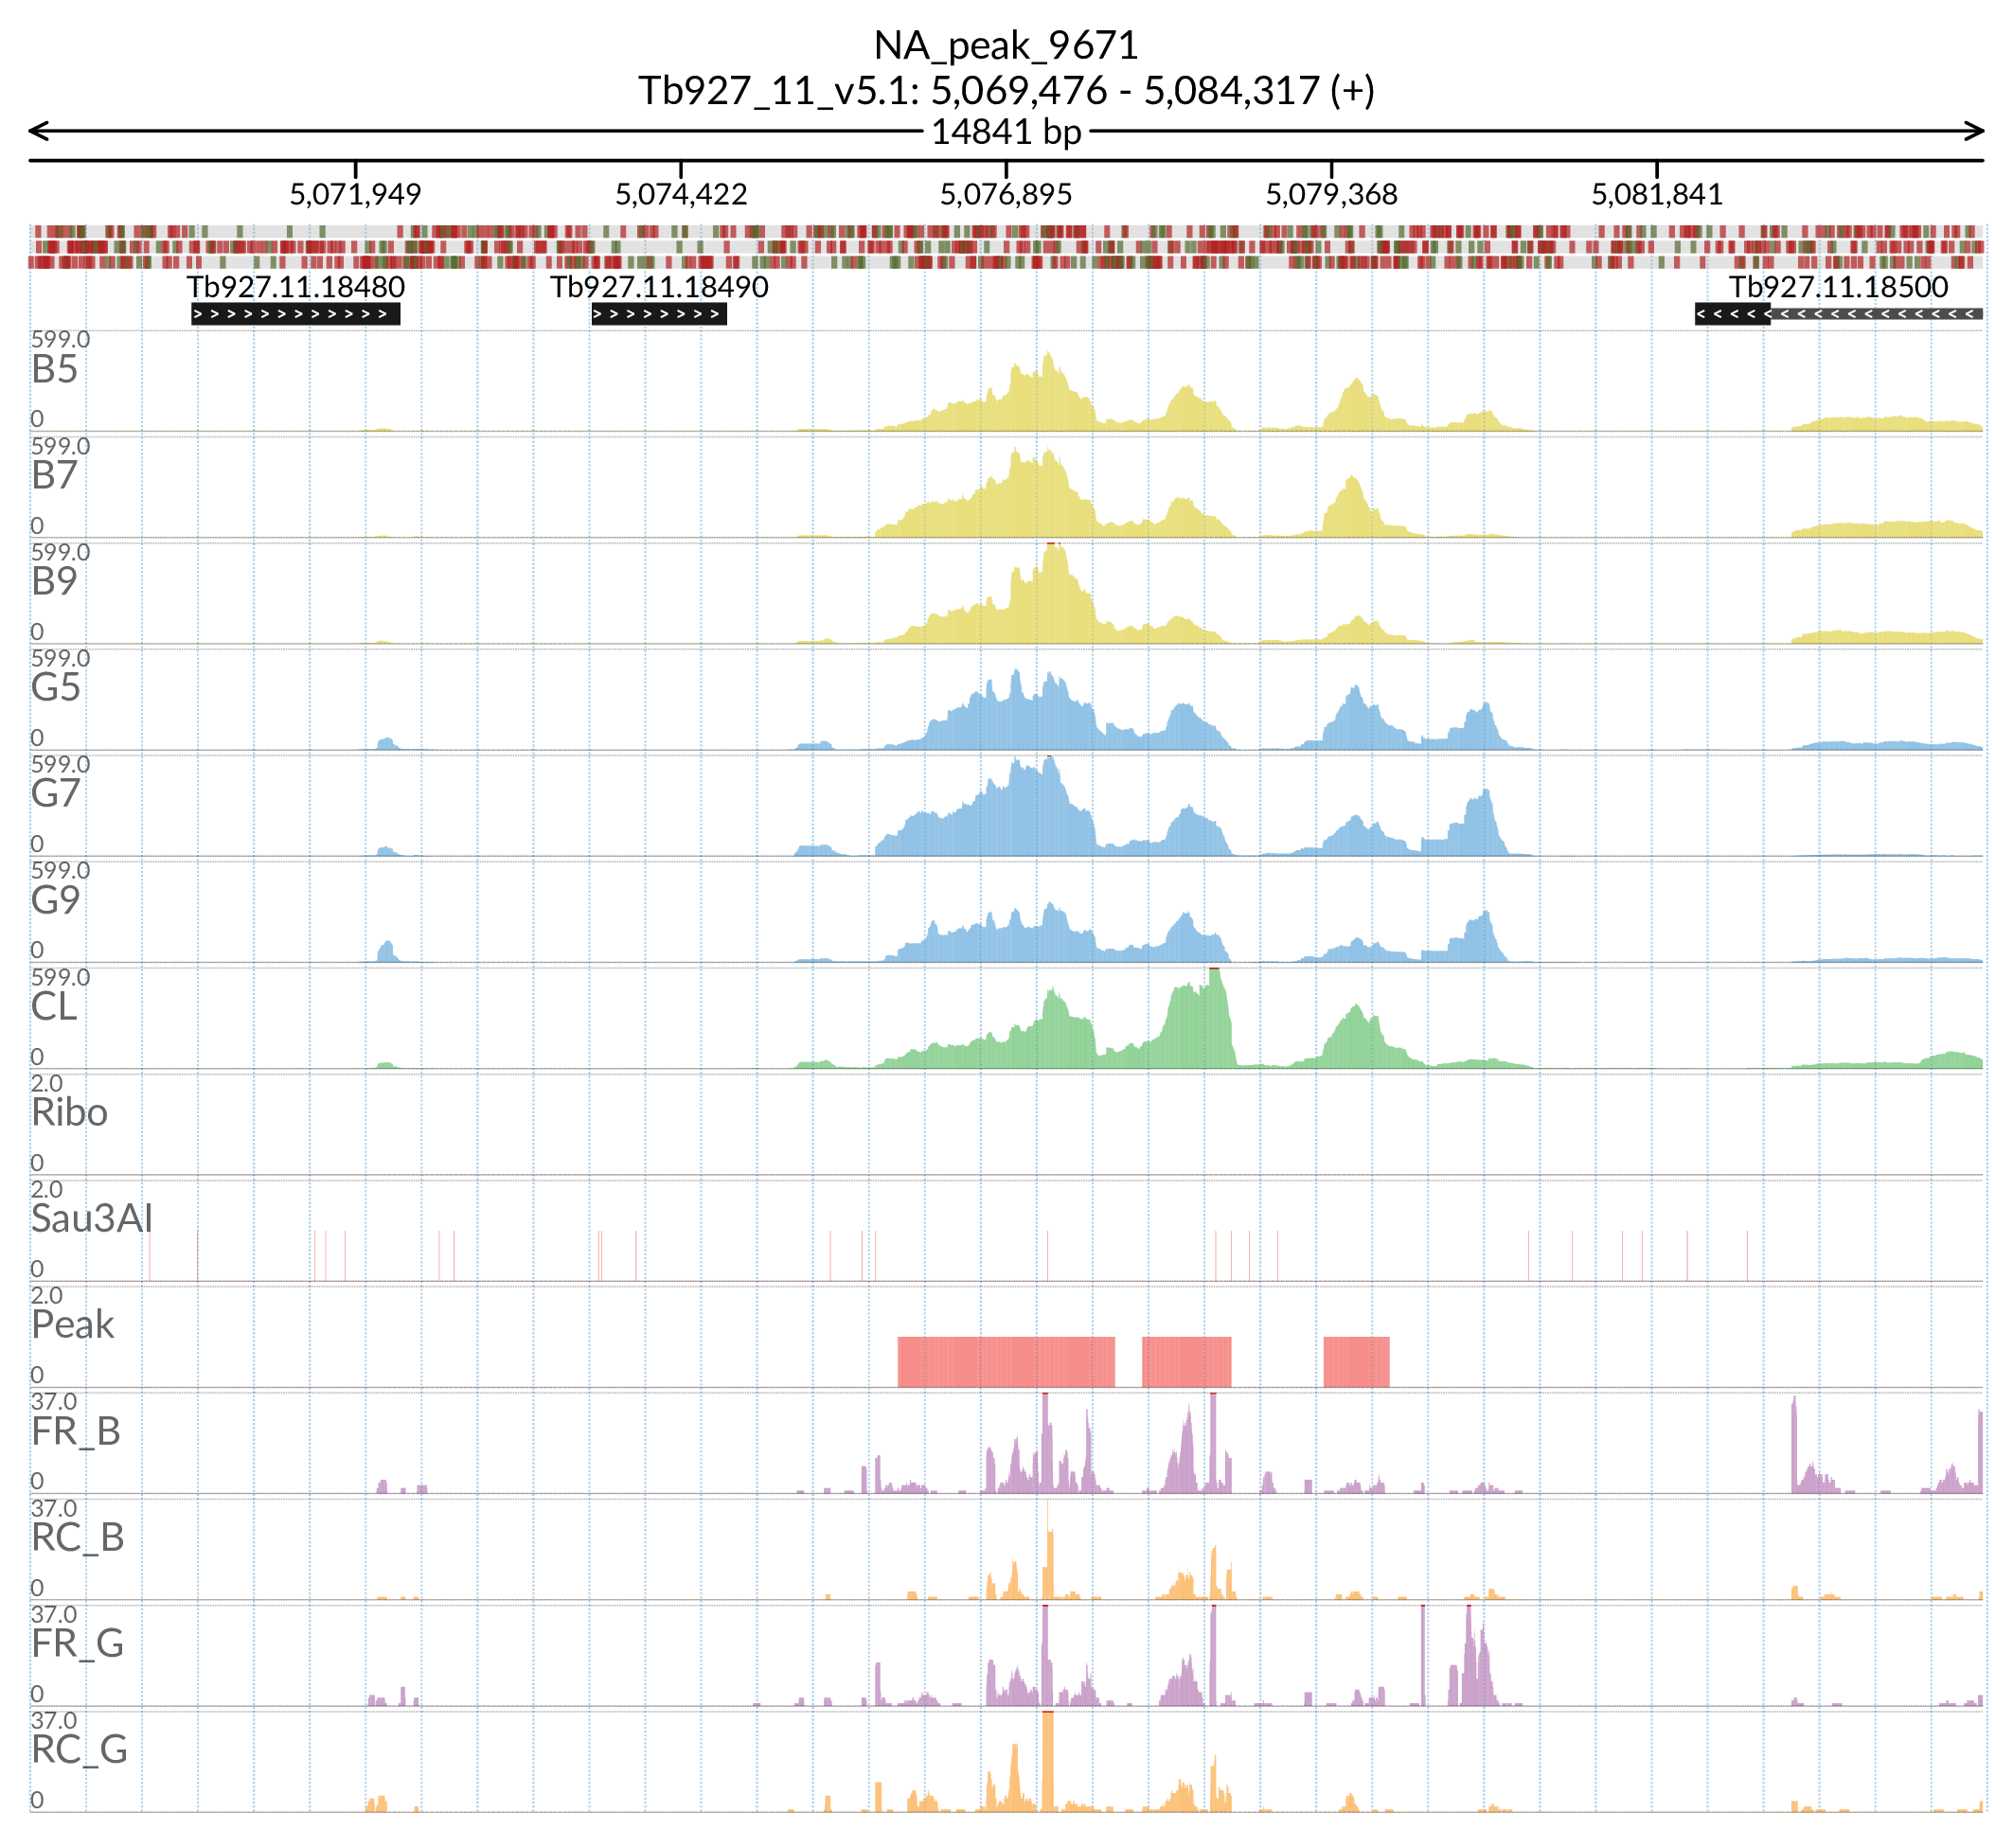 NA_peak_9671
Tb927_11_v5.1: 5,069,476 - 5,084,317 (+)
14841 bp
5,071,949 5,074,422 5,076,895 5,079,368 5,081,841
Tb927.11.18480 Tb927.11.18490 Tb927.11.18500
599.0
B5
0
599.0
B7
0
599.0
B9
0
599.0
G5
0
599.0
G7
0
599.0
G9
0
599.0
CL
0
2.0
Ribo
0
2.0
Sau3AI
0
2.0
Peak
0
37.0
FR_B
0
37.0
RC_B
0
37.0
FR_G
0
37.0
RC_G
0